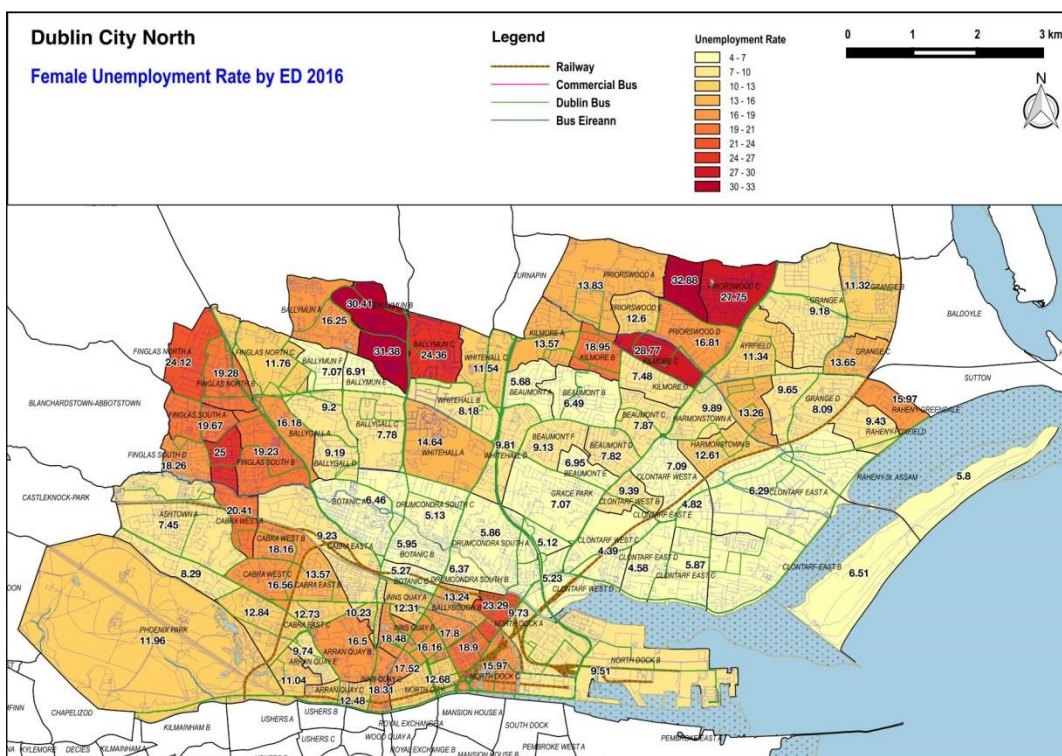 Dublin City North
Female Unemployment Rate by ED 2016
Legend
Railway
Commercial Bus
Dublin Bus
Bus Eireann
Unemployment Rate
4 - 7
7 - 10
10 - 13
13 - 16
16 - 19
19 - 21
21 - 24
24 - 27
27 - 30
30 - 33
0 1 2 3 km
N
TURNAPIN
BALDOYLE
SUTTON
BLANCHARDSTOWN-ABBOTSTOWN
CASTLEKNOCK-PARK
PRIORSWOOD A
13.83
32.88
PRIORSWOOD C
27.75
PRIORSWOOD E
12.6
PRIORSWOOD D
16.81
GRANGE A
9.18
11.32
GRANGE B
GRANGE C
13.65
GRANGE D
8.09
9.65
AYRFIELD
11.34
13.26
BALLYMUN A
16.25
30.41
BALLYMUN B
31.38
BALLYMUN C
24.36
BALLYMUN F
7.07
6.91
BALLYMUN E
WHITEHALL C
11.54
KILMORE A
13.57
18.95
KILMORE B
28.77
KILMORE C
7.48
KILMORE D
FINGLAS NORTH A
24.12
19.28
FINGLAS NORTH B
FINGLAS NORTH C
11.76
FINGLAS SOUTH A
19.67
25
19.23
FINGLAS SOUTH B
FINGLAS SOUTH D
18.26
9.2
16.18
BALLYGALL A
BALLYGALL C
7.78
9.19
BALLYGALL D
WHITEHALL B
8.18
14.64
WHITEHALL A
9.81
WHITEHALL D
5.68
BEAUMONT A
BEAUMONT B
6.49
BEAUMONT C
7.87
BEAUMONT F
9.13
BEAUMONT D
7.82
6.95
BEAUMONT E
9.89
HARMONSTOWN A
HARMONSTOWN B
12.61
15.97
RAHENY-GREENDALE
9.43
RAHENY-FOXFIELD
RAHENY-St. ASSAM
5.8
7.09
CLONTARF WEST A
9.39
CLONTARF WEST B
4.82
CLONTARF EAST E
6.29
CLONTARF EAST A
GRACE PARK
7.07
5.12
CLONTARF WEST C
4.39
CLONTARF EAST D
4.58
5.87
CLONTARF EAST C
CLONTARF-EAST B
6.51
5.23
CLONTARF WEST D
BOTANIC A
6.46
DRUMCONDRA SOUTH C
5.13
5.86
DRUMCONDRA SOUTH A
5.95
BOTANIC B
5.27
BOTANIC C
6.37
DRUMCONDRA SOUTH B
ASHTOWN A
7.45
8.29
20.41
CABRA WEST A
CABRA WEST B
18.16
CABRA WEST C
16.56
9.23
CABRA EAST A
13.57
CABRA EAST B
12.73
CABRA EAST C
12.84
PHOENIX PARK
11.96
10.23
INNS QUAY A
12.31
13.24
BALLYBOUGH B
23.29
9.73
NORTH DOCK A
INNS QUAY B
18.48
16.16
17.8
18.9
16.5
ARRAN QUAY B
9.74
ARRAN QUAY E
11.04
17.52
INNS QUAY C
18.31
ARRAN QUAY C
12.48
12.68
NORTH CITY
15.97
NORTH DOCK C
9.51
NORTH DOCK B
CHAPELIZOD
KILMAINHAM B
USHERS A
USHERS B
USHERS C
ROYAL EXCHANGE A
WOOD QUAY A
ROYAL EXCHANGE B
MANSION HOUSE A
MANSION HOUSE B
SOUTH DOCK
PEMBROKE WEST A
PEMBROKE EAST A
KYLEMORE
DECIES
KILMAINHAM A